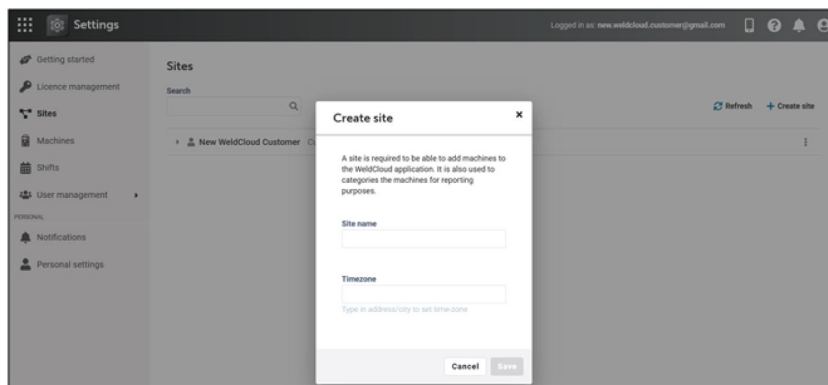 Settings
Logged in as: new.weldcloud.customer@gmail.com
Getting started
Licence management
Sites
Machines
Shifts
User management
PERSONAL
Notifications
Personal settings
Sites
Search
Refresh
Create site
New WeldCloud Customer
Create site
A site is required to be able to add machines to
the WeldCloud application. It is also used to
categories the machines for reporting
purposes.
Site name
Timezone
Type in address/city to set time-zone
Cancel
Save